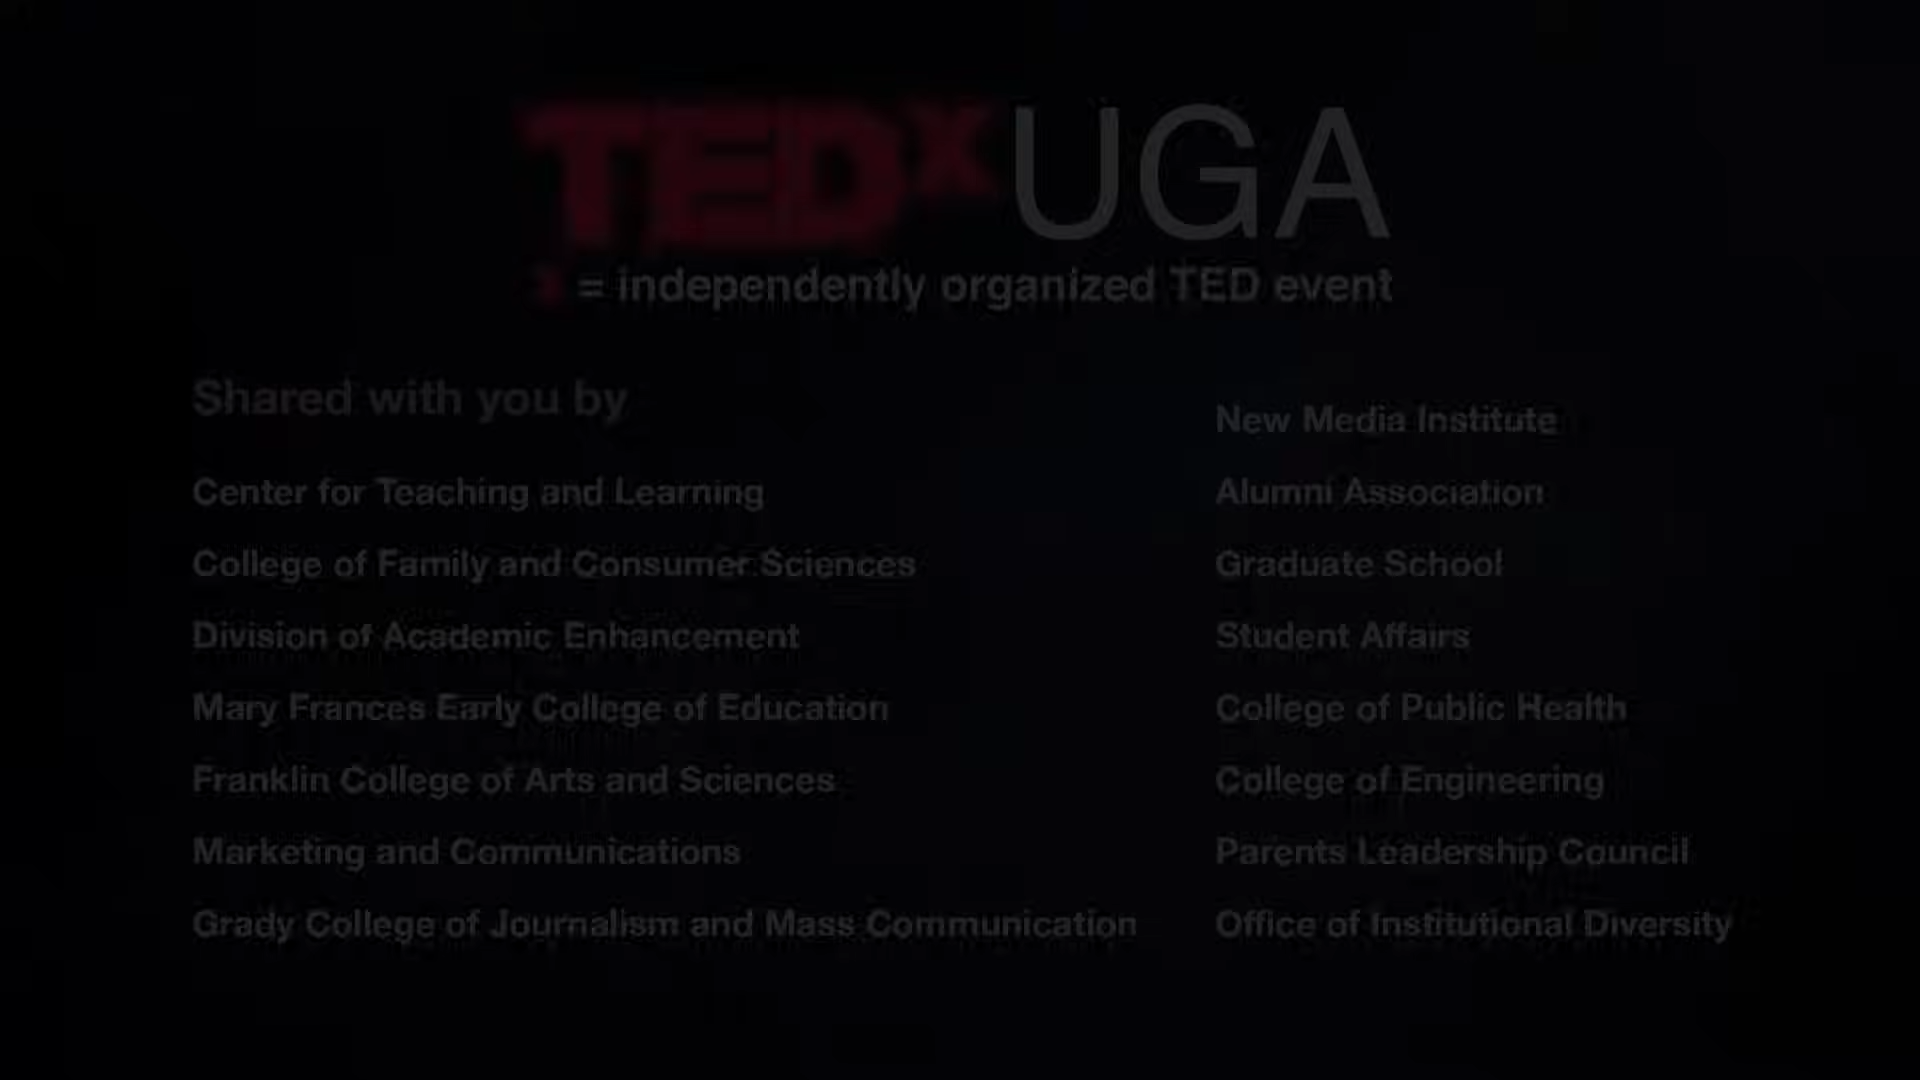 TEDx UGA
x = independently organized TED event
Shared with you by
Center for Teaching and Learning
College of Family and Consumer Sciences
Division of Academic Enhancement
Mary Frances Early College of Education
Franklin College of Arts and Sciences
Marketing and Communications
Grady College of Journalism and Mass Communication
New Media Institute
Alumni Association
Graduate School
Student Affairs
College of Public Health
College of Engineering
Parents Leadership Council
Office of Institutional Diversity